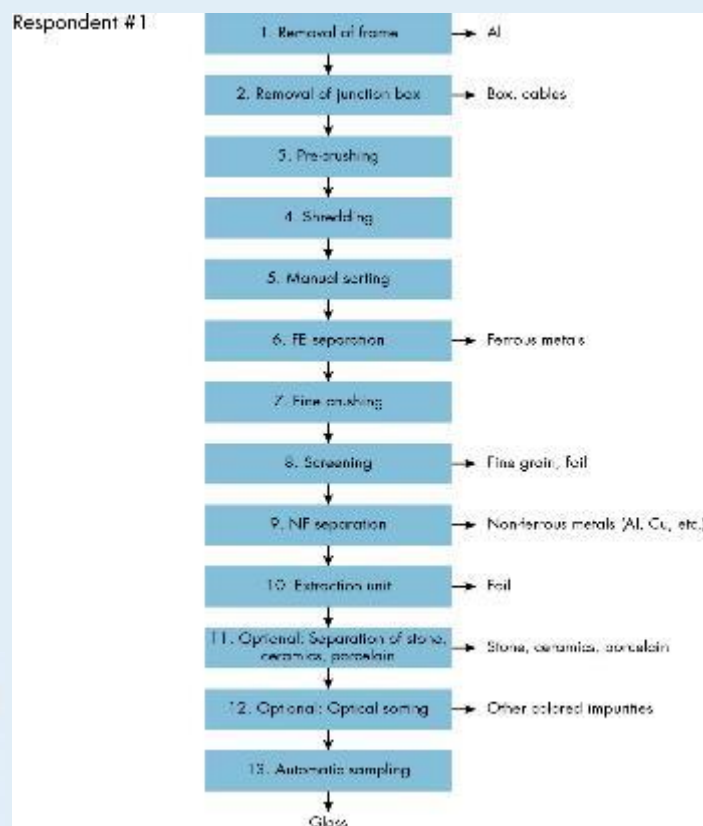 Respondent #1
1. Removal of frame
Al
2. Removal of junction box
Box, cables
3. Pre-crushing
4. Shredding
5. Manual sorting
6. FE separation
Ferrous metals
7. Fine crushing
8. Screening
Fine grain, foil
9. NF separation
Non-ferrous metals (Al, Cu, etc.)
10. Extraction unit
Foil
11. Optional: Separation of stone,
ceramics, porcelain
Stone, ceramics, porcelain
12. Optional: Optical sorting
Other colored impurities
13. Automatic sampling
Glass